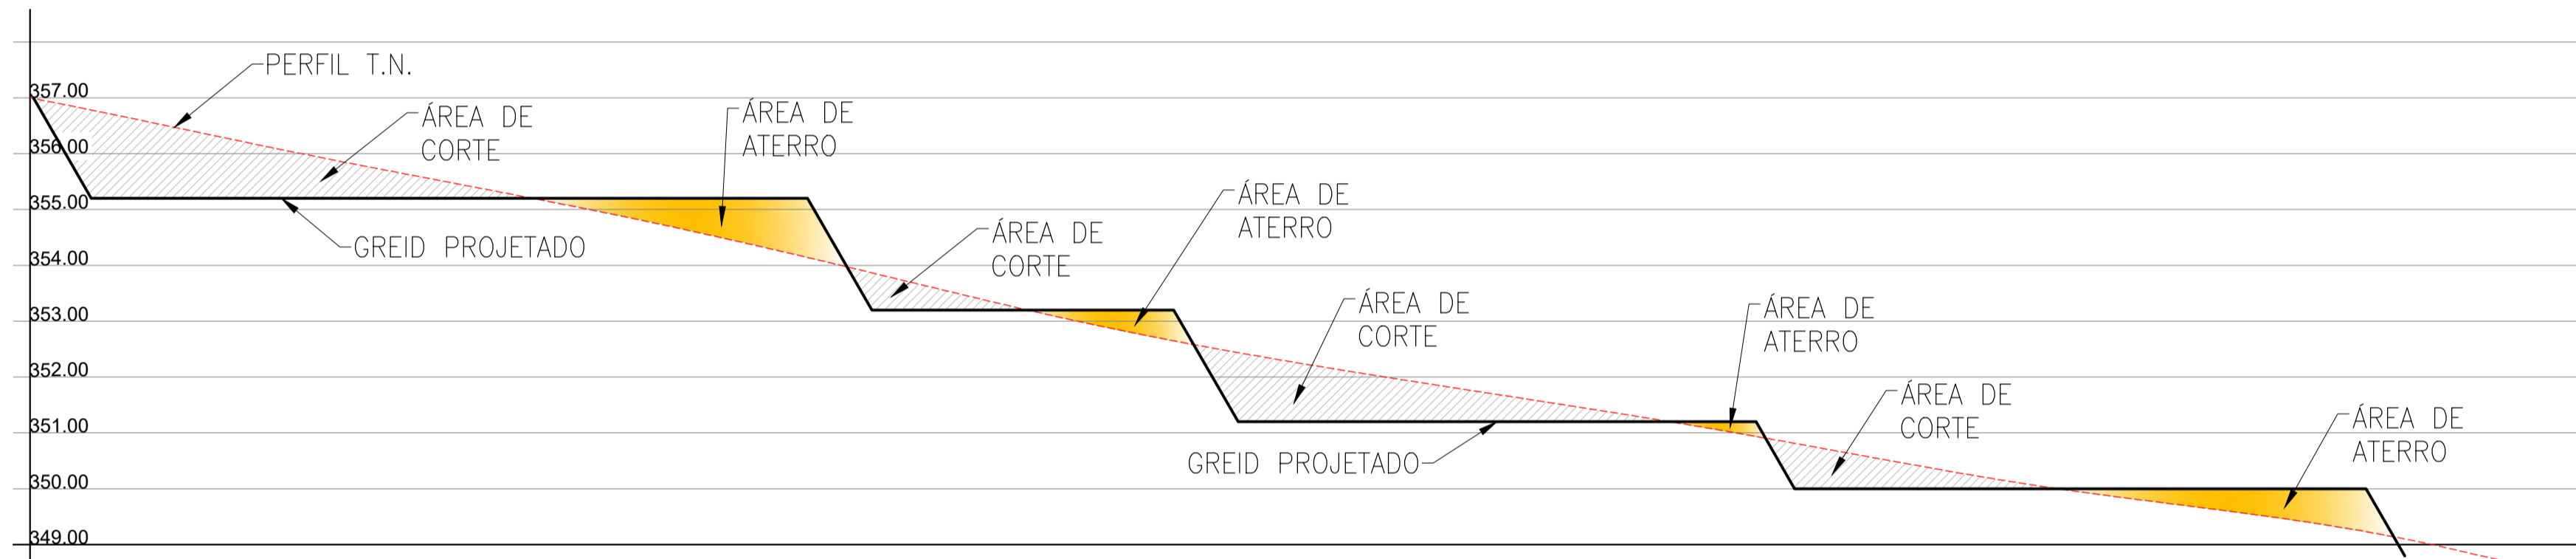 PERFIL T.N.
357.00
ÁREA DE
CORTE
ÁREA DE
ATERRO
356.00
355.00
GREID PROJETADO
ÁREA DE
CORTE
ÁREA DE
ATERRO
354.00
353.00
ÁREA DE
CORTE
ÁREA DE
ATERRO
352.00
351.00
GREID PROJETADO
ÁREA DE
CORTE
ÁREA DE
ATERRO
350.00
349.00